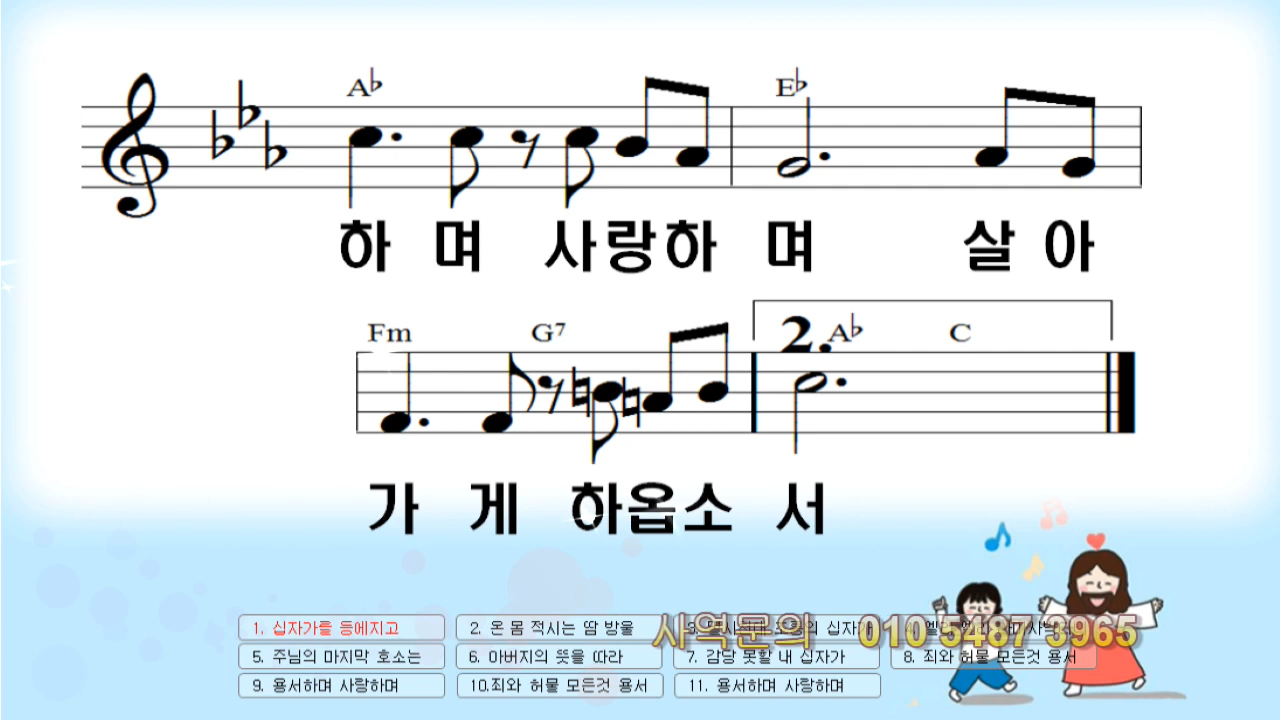 A♭ E♭
하 며 사랑하 며 살 아
Fm G7 2. A♭ C
가 게 하옵소 서
1. 십자가를 등에지고 2. 온 몸 적시는 땀 방울 십자가
사역문의 010 5487 3965
5. 주님의 마지막 호소는 6. 아버지의 뜻을 따라 7. 감당 못할 내 십자가 8. 죄와 허물 모든것 용서
9. 용서하며 사랑하며 10.죄와 허물 모든것 용서 11. 용서하며 사랑하며